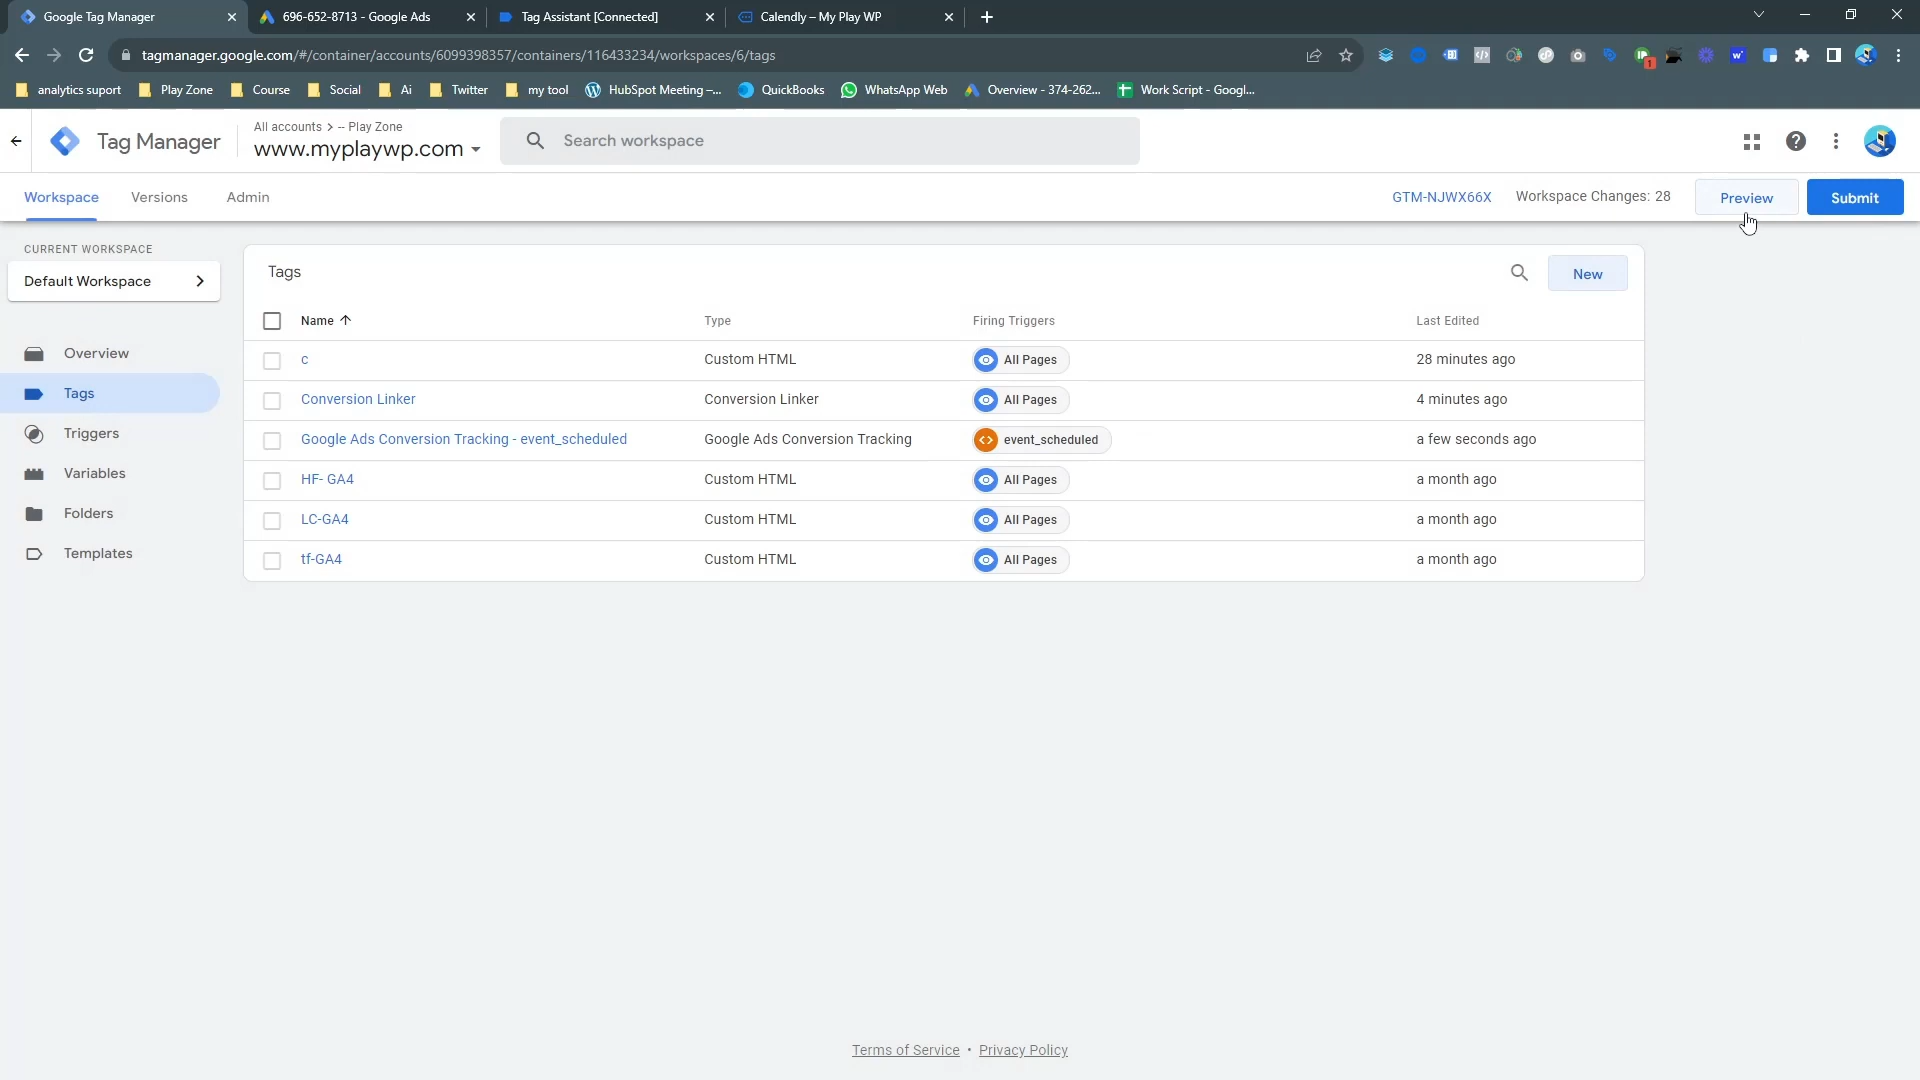 Google Tag Manager
696-652-8713 - Google Ads
Tag Assistant [Connected]
Calendly – My Play WP
tagmanager.google.com/#/container/accounts/6099398357/containers/116433234/workspaces/6/tags
1
analytics suport
Play Zone
Course
Social
Ai
Twitter
my tool
HubSpot Meeting –...
QuickBooks
WhatsApp Web
Overview - 374-262...
Work Script - Googl...
Tag Manager
All accounts > -- Play Zone
www.myplaywp.com
Search workspace
Workspace
Versions
Admin
GTM-NJWX66X
Workspace Changes: 28
Preview
Submit
CURRENT WORKSPACE
Default Workspace
Overview
Tags
Triggers
Variables
Folders
Templates
Tags
New
Name Type Firing Triggers Last Edited
c Custom HTML All Pages 28 minutes ago
Conversion Linker Conversion Linker All Pages 4 minutes ago
Google Ads Conversion Tracking - event_scheduled Google Ads Conversion Tracking event_scheduled a few seconds ago
HF- GA4 Custom HTML All Pages a month ago
LC-GA4 Custom HTML All Pages a month ago
tf-GA4 Custom HTML All Pages a month ago
Terms of Service • Privacy Policy